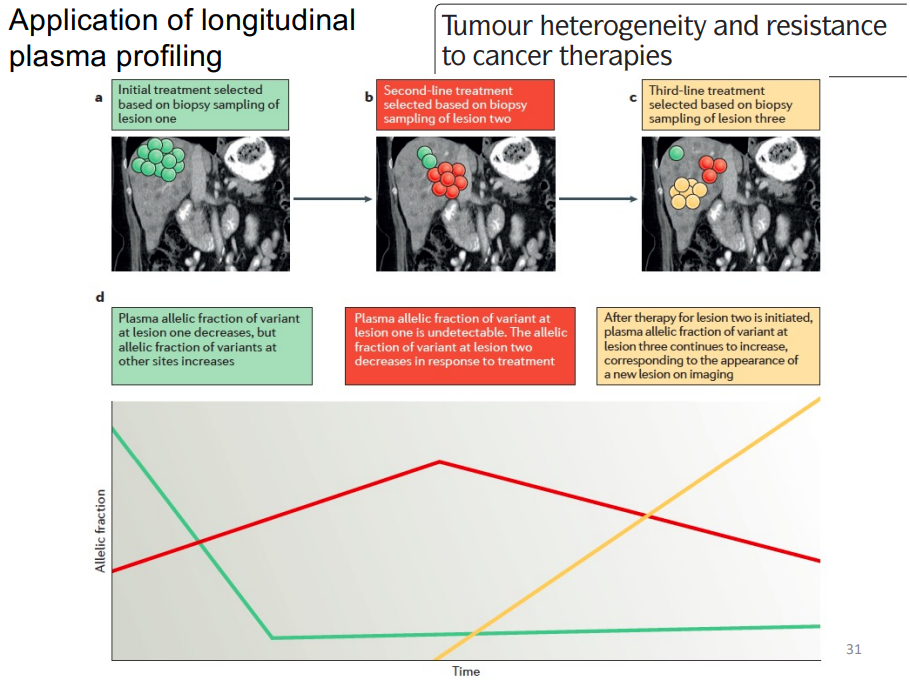 Application of longitudinal
plasma profiling
Tumour heterogeneity and resistance
to cancer therapies
a
Initial treatment selected
based on biopsy sampling of
lesion one
b
Second-line treatment
selected based on biopsy
sampling of lesion two
c
Third-line treatment
selected based on biopsy
sampling of lesion three
d
Plasma allelic fraction of variant
at lesion one decreases, but
allelic fraction of variants at
other sites increases
Plasma allelic fraction of variant at
lesion one is undetectable. The allelic
fraction of variant at lesion two
decreases in response to treatment
After therapy for lesion two is initiated,
plasma allelic fraction of variant at
lesion three continues to increase,
corresponding to the appearance of
a new lesion on imaging
Allelic fraction
Time
31